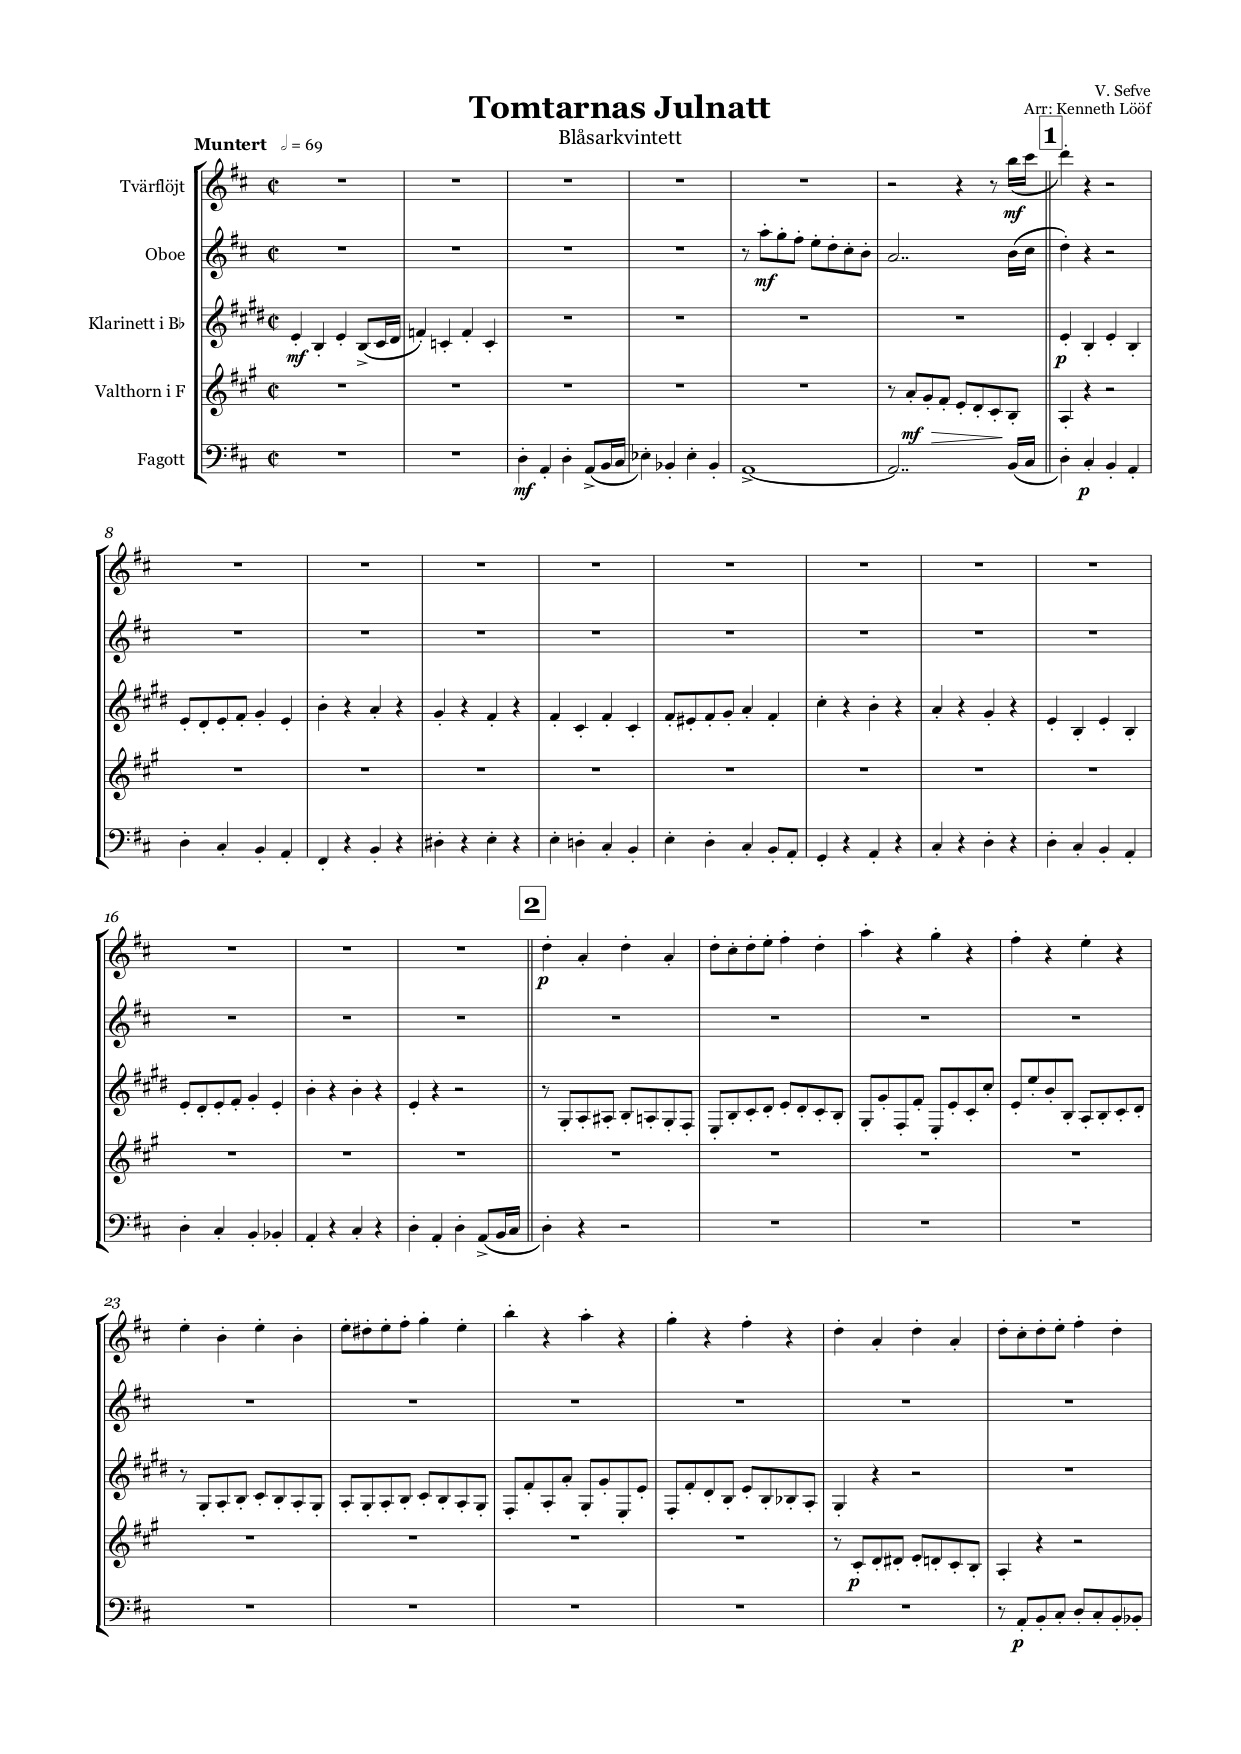 V. Sefve
Tomtarnas Julnatt
Arr: Kenneth Lööf
Blåsarkvintett
Muntert 𝅗𝅥 = 69
1
Tvärflöjt
mf
Oboe
mf
Klarinett i B♭
mf p
Valthorn i F
mf
Fagott
mf p
8
16
2
p
23
p
p